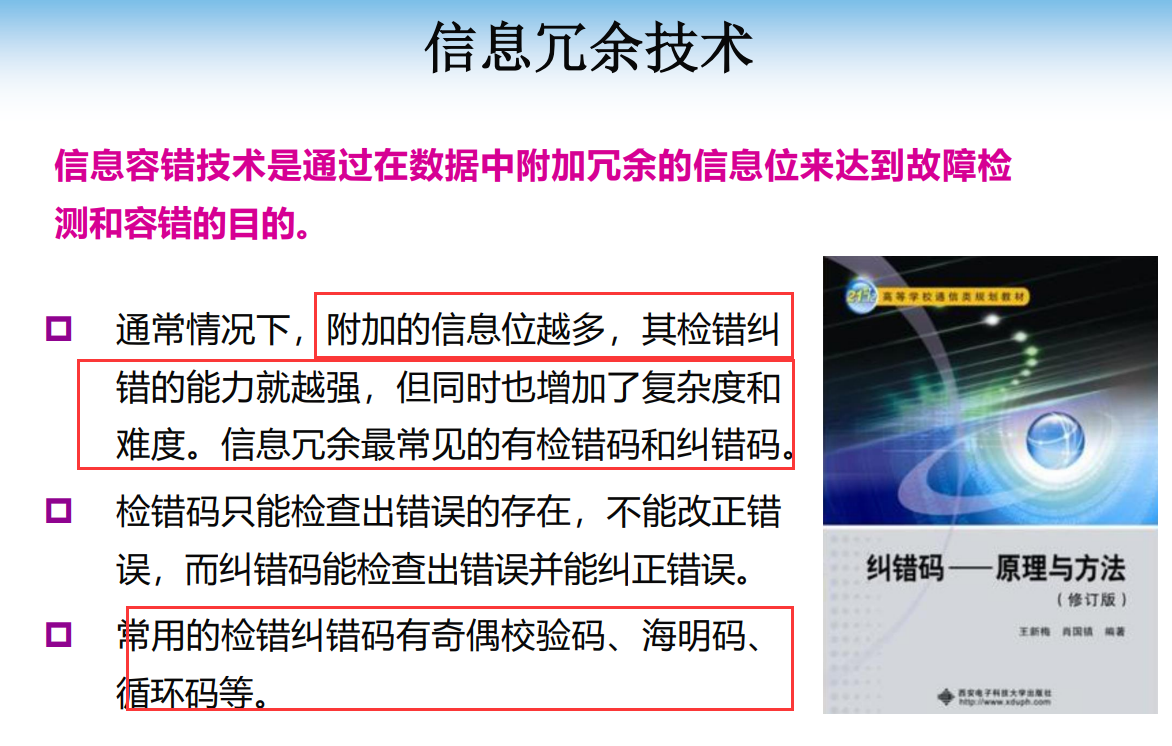 信息冗余技术
信息容错技术是通过在数据中附加冗余的信息位来达到故障检
测和容错的目的。
通常情况下，附加的信息位越多，其检错纠
错的能力就越强，但同时也增加了复杂度和
难度。信息冗余最常见的有检错码和纠错码。
检错码只能检查出错误的存在，不能改正错
误，而纠错码能检查出错误并能纠正错误。
常用的检错纠错码有奇偶校验码、海明码、
循环码等。
高等学校通信类规划教材
纠错码——原理与方法
（修订版）
王新梅 肖国镇 编著
西安电子科技大学出版社
http://www.xduph.com